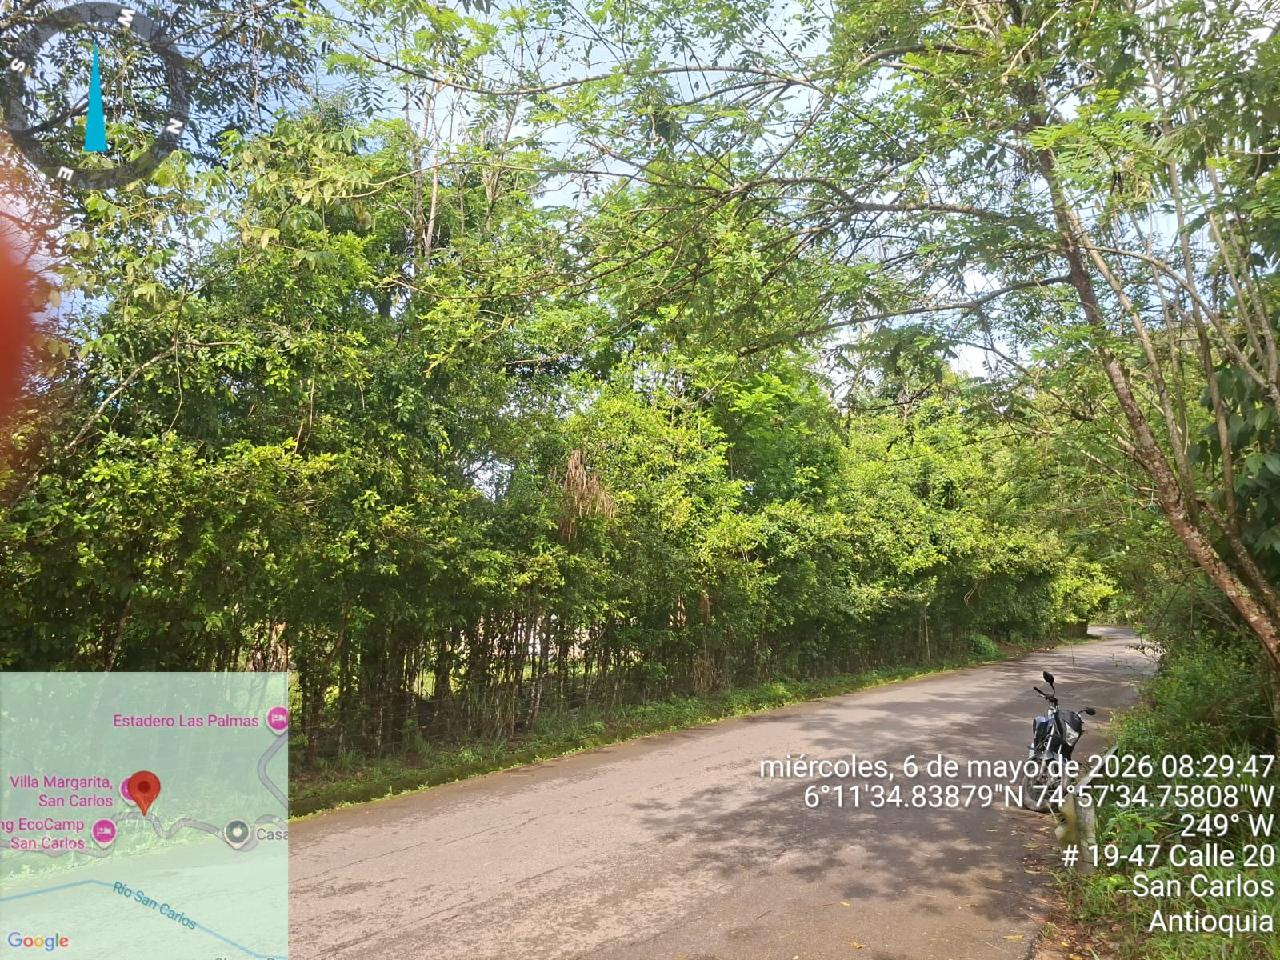 W
S
N
E
Estadero Las Palmas
Villa Margarita,
San Carlos
ng EcoCamp
San Carlos
Casa
Río San Carlos
Google
miércoles, 6 de mayo de 2026 08:29:47
6°11'34.83879"N 74°57'34.75808"W
249° W
# 19-47 Calle 20
San Carlos
Antioquia